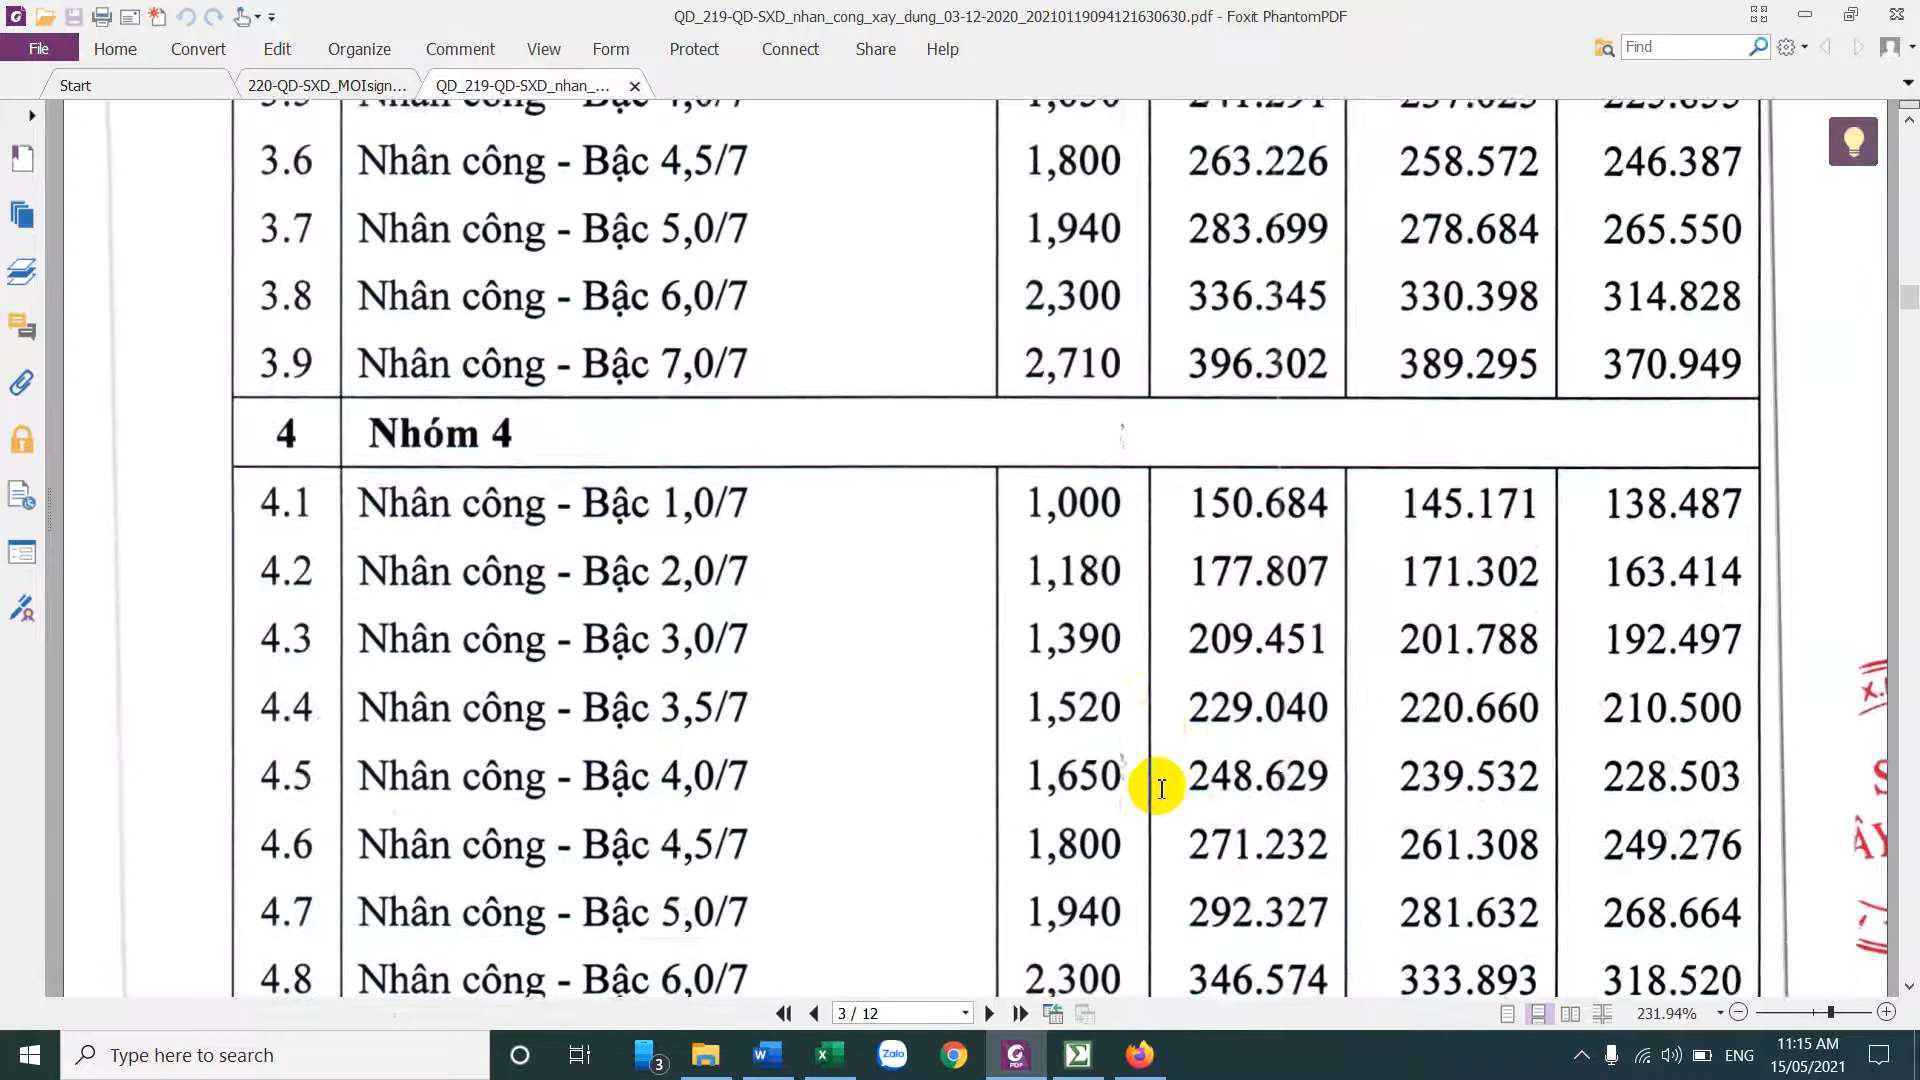 QD_219-QD-SXD_nhan_cong_xay_dung_03-12-2020_20210119094121630630.pdf - Foxit PhantomPDF
File Home Convert Edit Organize Comment View Form Protect Connect Share Help Find
Start 220-QD-SXD_MOIsign... QD_219-QD-SXD_nhan_...
3.6 Nhân công - Bậc 4,5/7 1,800 263.226 258.572 246.387
3.7 Nhân công - Bậc 5,0/7 1,940 283.699 278.684 265.550
3.8 Nhân công - Bậc 6,0/7 2,300 336.345 330.398 314.828
3.9 Nhân công - Bậc 7,0/7 2,710 396.302 389.295 370.949
4 Nhóm 4
4.1 Nhân công - Bậc 1,0/7 1,000 150.684 145.171 138.487
4.2 Nhân công - Bậc 2,0/7 1,180 177.807 171.302 163.414
4.3 Nhân công - Bậc 3,0/7 1,390 209.451 201.788 192.497
4.4 Nhân công - Bậc 3,5/7 1,520 229.040 220.660 210.500
4.5 Nhân công - Bậc 4,0/7 1,650 248.629 239.532 228.503
4.6 Nhân công - Bậc 4,5/7 1,800 271.232 261.308 249.276
4.7 Nhân công - Bậc 5,0/7 1,940 292.327 281.632 268.664
4.8 Nhân công - Bậc 6,0/7 2,300 346.574 333.893 318.520
3 / 12 231.94%
Type here to search 3 Zalo PDF ENG 11:15 AM
15/05/2021